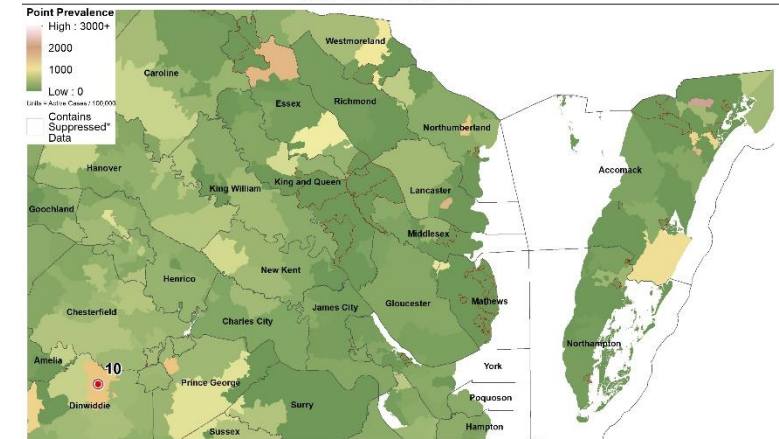 Point Prevalence
High : 3000+
2000
1000
Low : 0
Units = Active Cases / 100,000
Contains
Suppressed*
Data
Westmoreland
Caroline
Essex
Richmond
Northumberland
Hanover
Accomack
King William
King and Queen
Lancaster
Goochland
Middlesex
Henrico
New Kent
Chesterfield
James City
Gloucester
Mathews
Charles City
Northampton
Amelia
10
York
Prince George
Dinwiddie
Surry
Poquoson
Sussex
Hampton